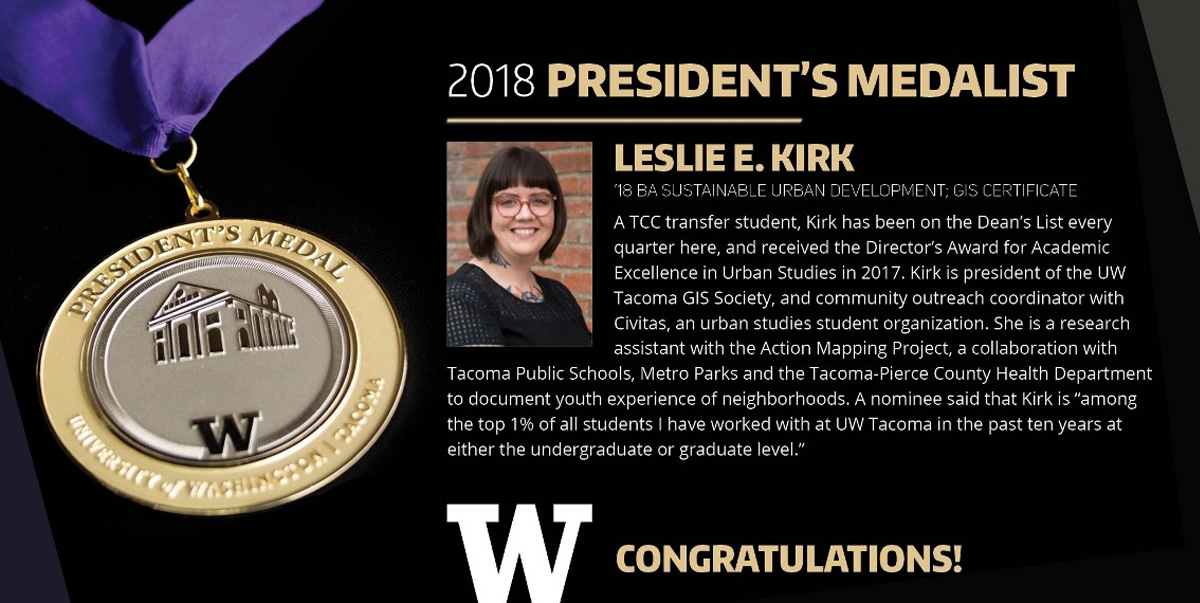 PRESIDENT'S MEDAL
W
UNIVERSITY of WASHINGTON | TACOMA
2018 PRESIDENT'S MEDALIST
LESLIE E. KIRK
'18 BA SUSTAINABLE URBAN DEVELOPMENT; GIS CERTIFICATE
A TCC transfer student, Kirk has been on the Dean's List every
quarter here, and received the Director's Award for Academic
Excellence in Urban Studies in 2017. Kirk is president of the UW
Tacoma GIS Society, and community outreach coordinator with
Civitas, an urban studies student organization. She is a research
assistant with the Action Mapping Project, a collaboration with
Tacoma Public Schools, Metro Parks and the Tacoma-Pierce County Health Department
to document youth experience of neighborhoods. A nominee said that Kirk is “among
the top 1% of all students I have worked with at UW Tacoma in the past ten years at
either the undergraduate or graduate level.”
W
CONGRATULATIONS!